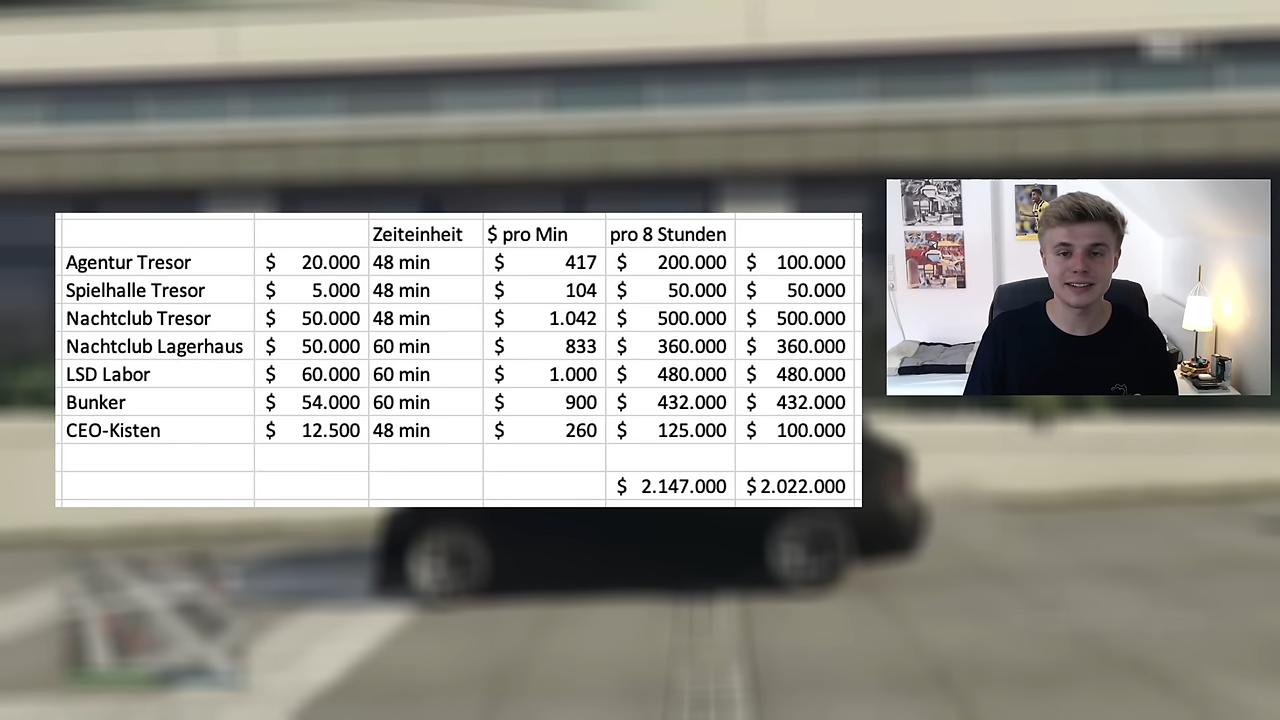 Zeiteinheit $ pro Min pro 8 Stunden
Agentur Tresor $ 20.000 48 min $ 417 $ 200.000 $ 100.000
Spielhalle Tresor $ 5.000 48 min $ 104 $ 50.000 $ 50.000
Nachtclub Tresor $ 50.000 48 min $ 1.042 $ 500.000 $ 500.000
Nachtclub Lagerhaus $ 50.000 60 min $ 833 $ 360.000 $ 360.000
LSD Labor $ 60.000 60 min $ 1.000 $ 480.000 $ 480.000
Bunker $ 54.000 60 min $ 900 $ 432.000 $ 432.000
CEO-Kisten $ 12.500 48 min $ 260 $ 125.000 $ 100.000
$ 2.147.000 $ 2.022.000